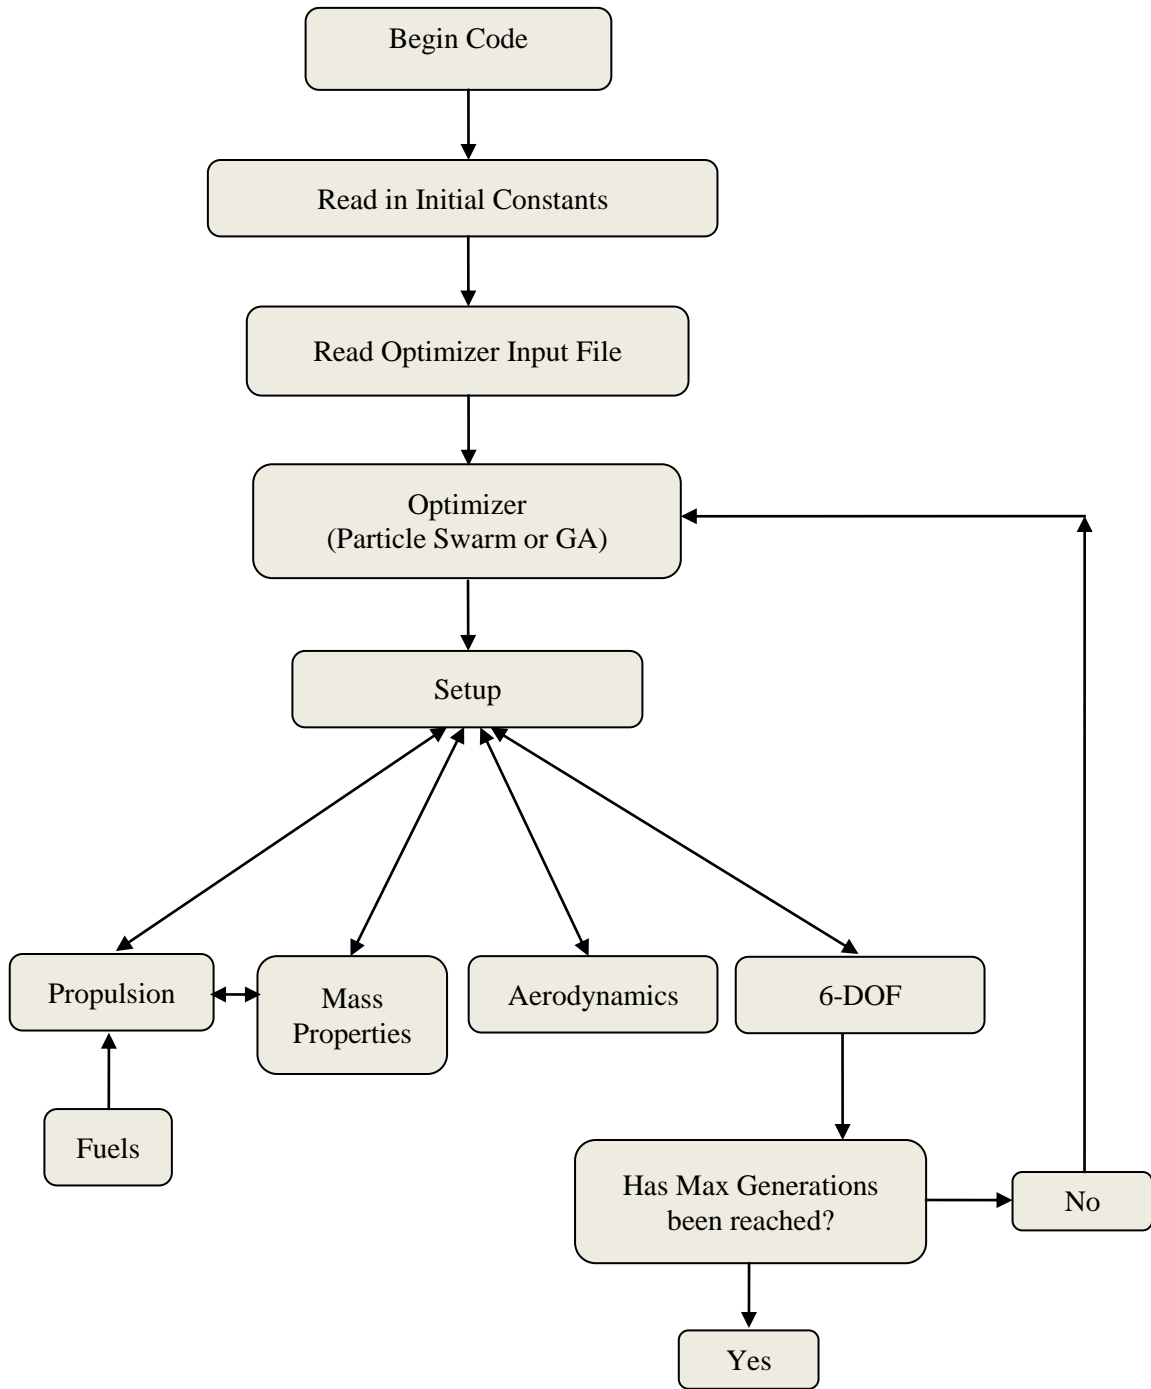 Begin Code
Read in Initial Constants
Read Optimizer Input File
Optimizer
(Particle Swarm or GA)
Setup
Propulsion
Mass
Properties
Aerodynamics
6-DOF
Fuels
Has Max Generations
been reached?
No
Yes